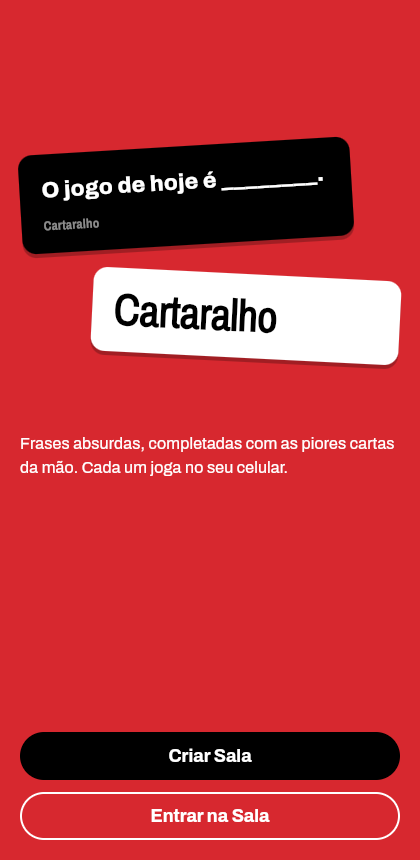 O jogo de hoje é ________.
Cartaralho
Cartaralho
Frases absurdas, completadas com as piores cartas
da mão. Cada um joga no seu celular.
Criar Sala
Entrar na Sala